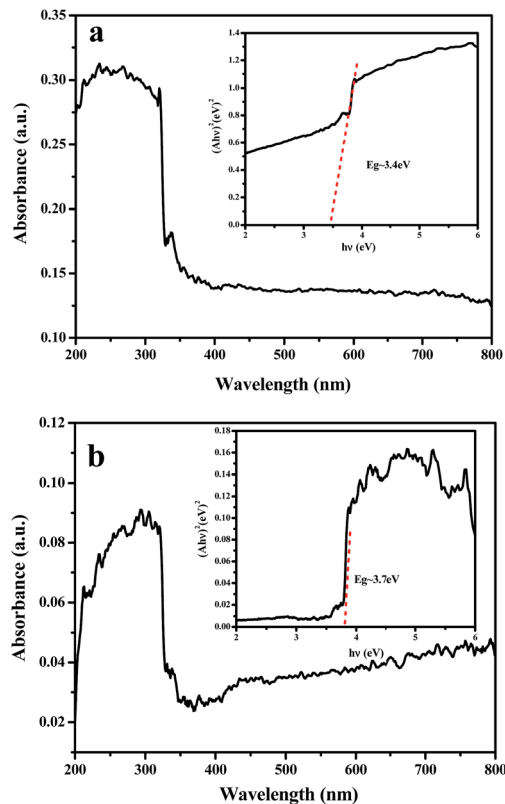 a
0.35
0.30
0.25
0.20
0.15
0.10
Absorbance (a.u.)
200 300 400 500 600 700 800
Wavelength (nm)
1.4
1.2
1.0
0.8
0.6
0.4
0.2
0.0
(Ahν)²(eV)²
Eg~3.4eV
2 3 4 5 6
hν (eV)
b
0.12
0.10
0.08
0.06
0.04
0.02
Absorbance (a.u.)
200 300 400 500 600 700 800
Wavelength (nm)
0.18
0.16
0.14
0.12
0.10
0.08
0.06
0.04
0.02
0.00
(Ahν)²(eV)²
Eg~3.7eV
2 3 4 5 6
hν (eV)